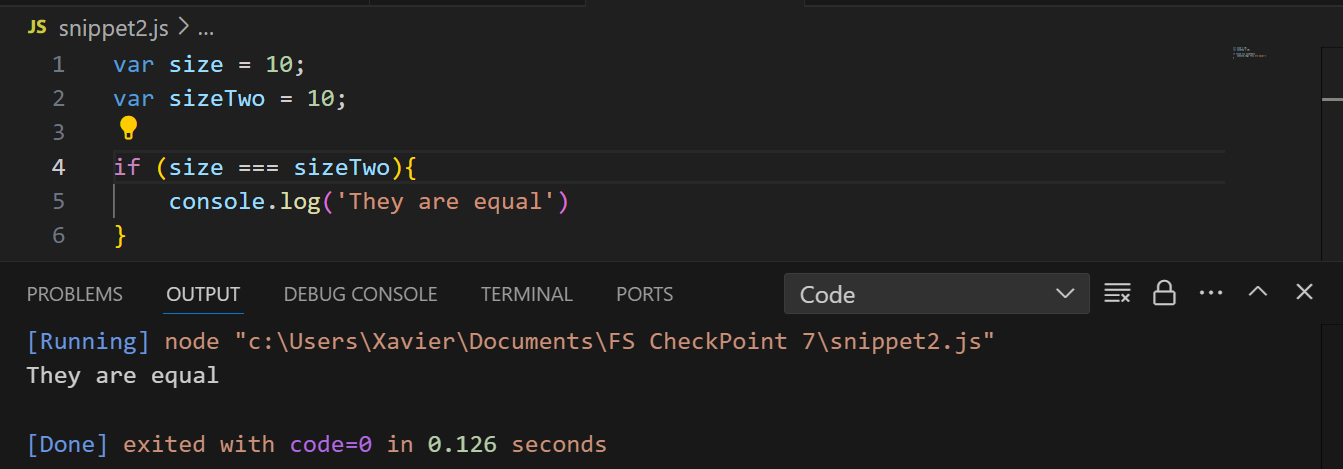 JS snippet2.js > ...
1 var size = 10;
2 var sizeTwo = 10;
3
4 if (size === sizeTwo){
5 console.log('They are equal')
6 }
PROBLEMS OUTPUT DEBUG CONSOLE TERMINAL PORTS Code
[Running] node "c:\Users\Xavier\Documents\FS CheckPoint 7\snippet2.js"
They are equal
[Done] exited with code=0 in 0.126 seconds